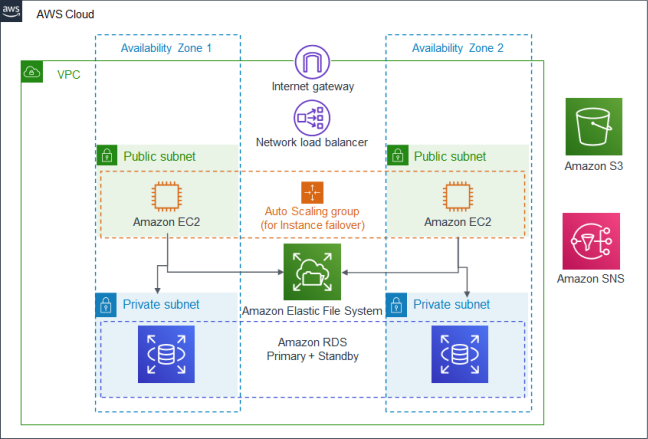 aws
AWS Cloud
Availability Zone 1
Availability Zone 2
VPC
Internet gateway
Network load balancer
Public subnet
Public subnet
Amazon S3
Amazon EC2
Auto Scaling group
(for Instance failover)
Amazon EC2
Amazon SNS
Private subnet
Amazon Elastic File System
Private subnet
Amazon RDS
Primary + Standby